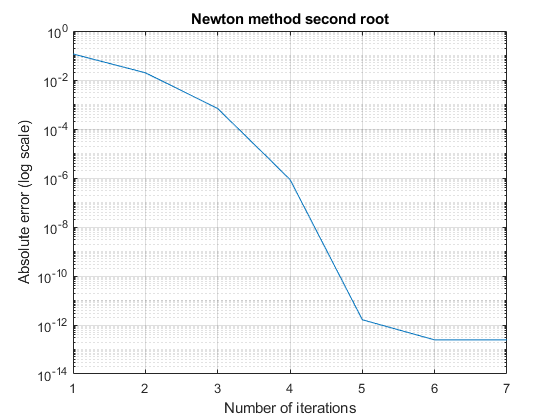 Newton method second root
10^0
10^-2
10^-4
10^-6
10^-8
10^-10
10^-12
10^-14
Absolute error (log scale)
1 2 3 4 5 6 7
Number of iterations